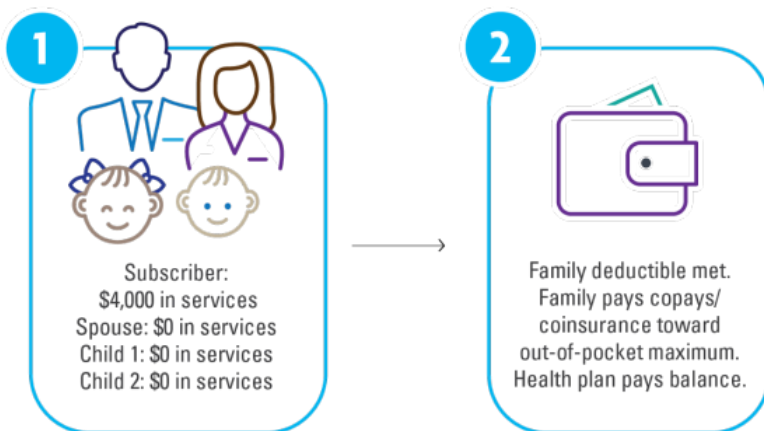 1
Subscriber:
$4,000 in services
Spouse: $0 in services
Child 1: $0 in services
Child 2: $0 in services
2
Family deductible met.
Family pays copays/
coinsurance toward
out-of-pocket maximum.
Health plan pays balance.